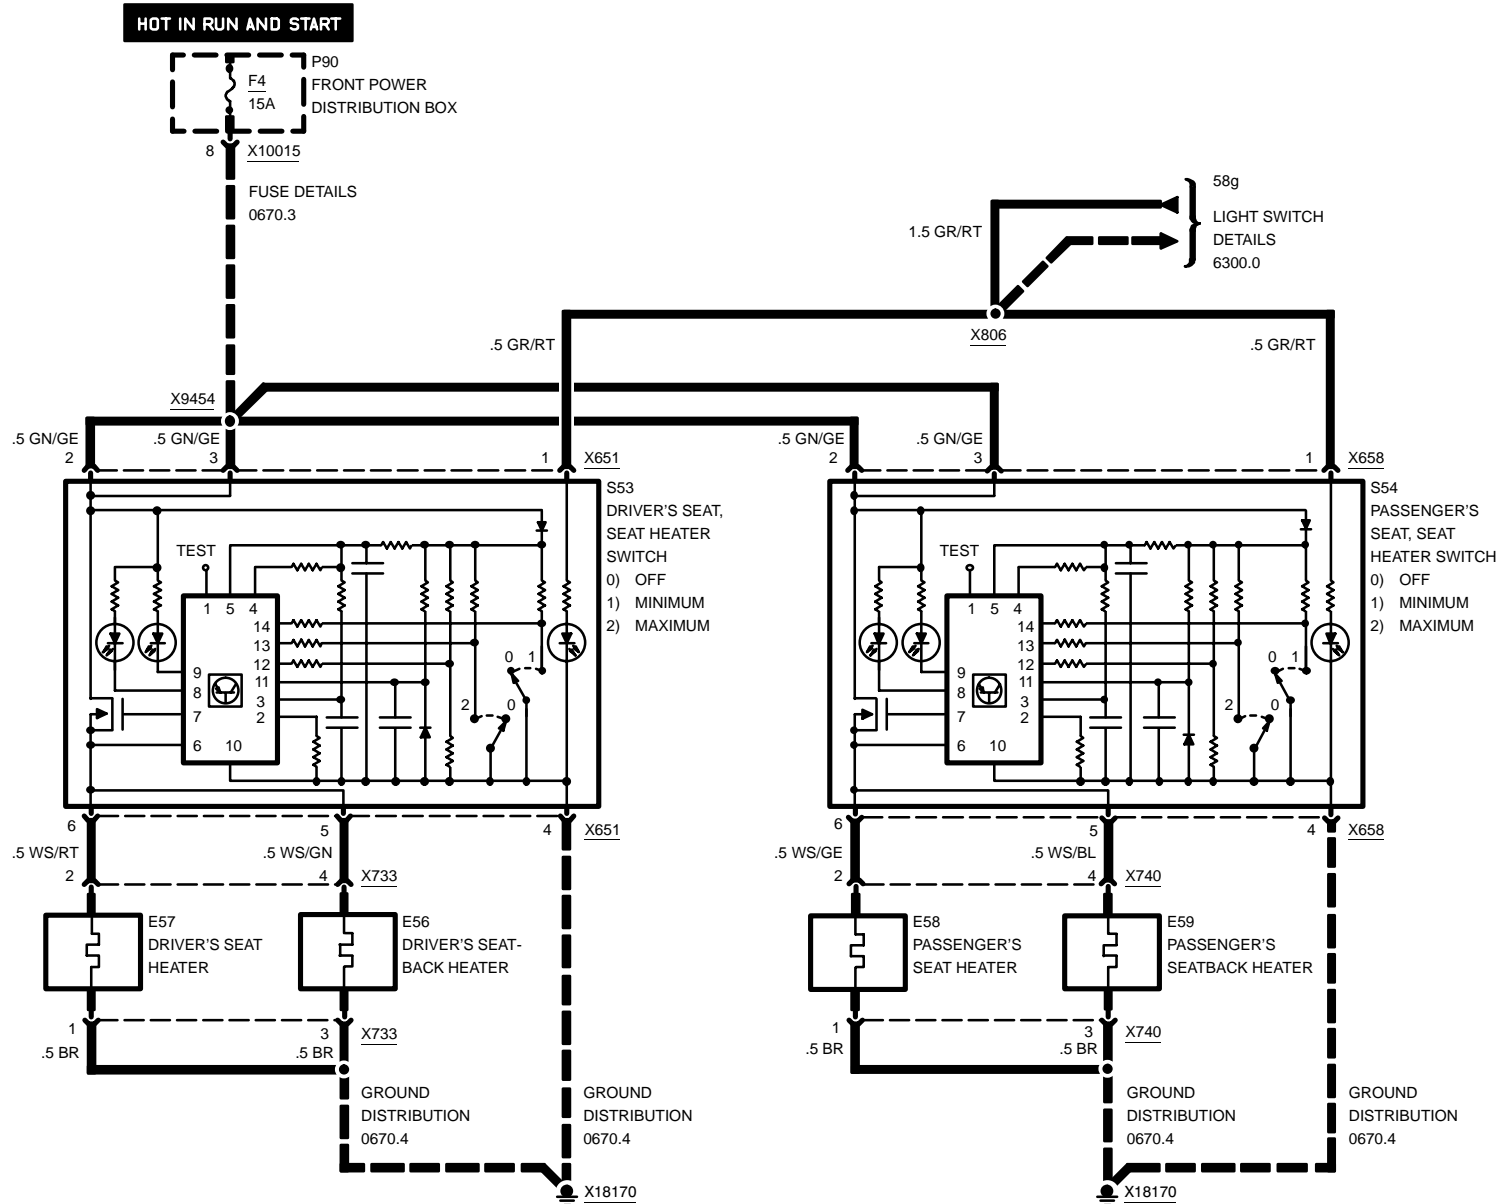 HOT IN RUN AND START
P90
FRONT POWER
DISTRIBUTION BOX
F4
15A
8 X10015
FUSE DETAILS
0670.3
58g
LIGHT SWITCH
DETAILS
6300.0
1.5 GR/RT
X806
.5 GR/RT
.5 GR/RT
X9454
.5 GN/GE
.5 GN/GE
.5 GN/GE
.5 GN/GE
2 3 1 X651
2 3 1 X658
S53
DRIVER'S SEAT,
SEAT HEATER
SWITCH
0) OFF
1) MINIMUM
2) MAXIMUM
TEST
1 5 4
14
13
12
11
3
2
9
8
7
6 10
0 1
2 0
S54
PASSENGER'S
SEAT, SEAT
HEATER SWITCH
0) OFF
1) MINIMUM
2) MAXIMUM
TEST
1 5 4
14
13
12
11
3
2
9
8
7
6 10
0 1
2 0
6 5 4 X651
6 5 4 X658
.5 WS/RT
.5 WS/GN
.5 WS/GE
.5 WS/BL
2 4 X733
2 4 X740
E57
DRIVER'S SEAT
HEATER
E56
DRIVER'S SEAT-
BACK HEATER
E58
PASSENGER'S
SEAT HEATER
E59
PASSENGER'S
SEATBACK HEATER
1 3 X733
1 3 X740
.5 BR
.5 BR
.5 BR
.5 BR
GROUND
DISTRIBUTION
0670.4
GROUND
DISTRIBUTION
0670.4
GROUND
DISTRIBUTION
0670.4
GROUND
DISTRIBUTION
0670.4
X18170
X18170